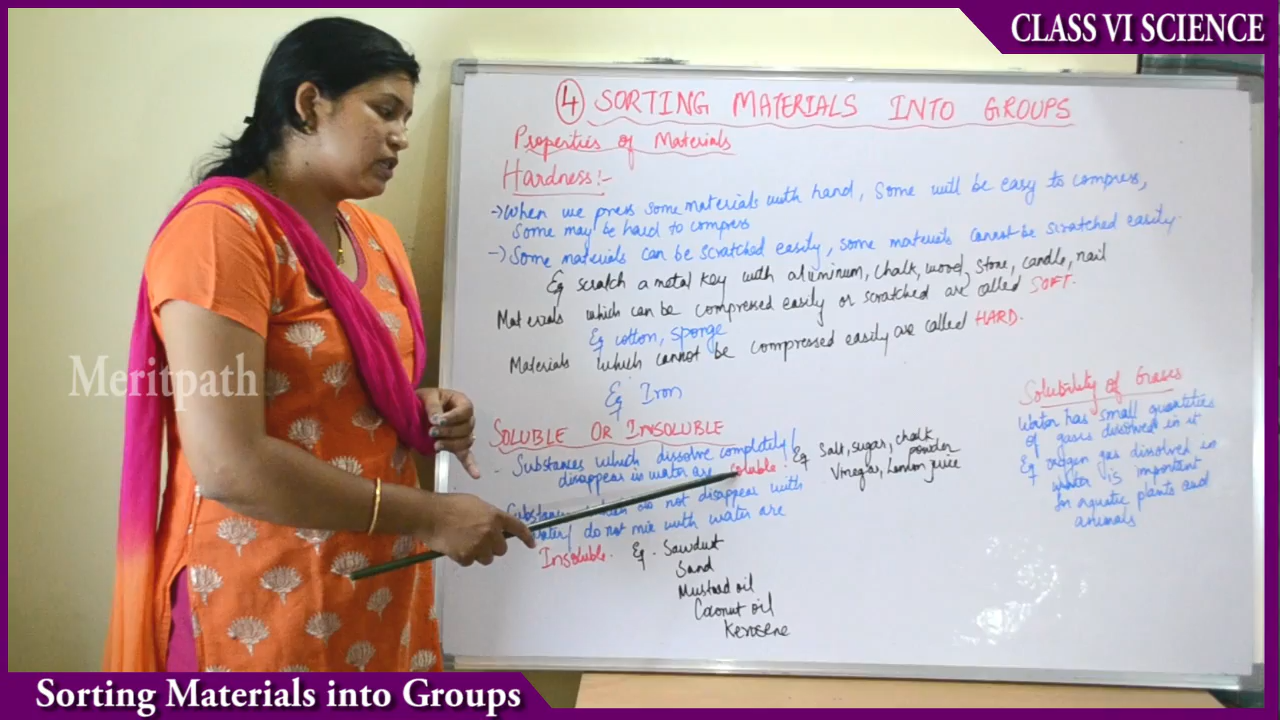 CLASS VI SCIENCE
4 SORTING MATERIALS INTO GROUPS
Properties of Materials
Hardness:-
-> When we press some materials with hand, some will be easy to compress,
some may be hard to compress
-> Some materials can be scratched easily, some materials cannot be scratched easily.
Eg scratch a metal key with aluminum, chalk, wood, stone, candle, nail
Materials which can be compressed easily or scratched are called SOFT.
Eg cotton, sponge
Materials which cannot be compressed easily are called HARD.
Eg Iron
SOLUBLE OR INSOLUBLE
- Substances which dissolve completely/
disappear in water are soluble. Eg Salt, sugar, chalk powder
Vinegar, Lemon juice
do not disappear with
water/ do not mix with water are
Insoluble. Eg. Sawdust
Sand
Mustard oil
Coconut oil
Kerosene
Solubility of Gases
Water has small quantities
of gases dissolved in it
Eg oxygen gas dissolved in
water is important
for aquatic plants and
animals
Meritpath
Sorting Materials into Groups